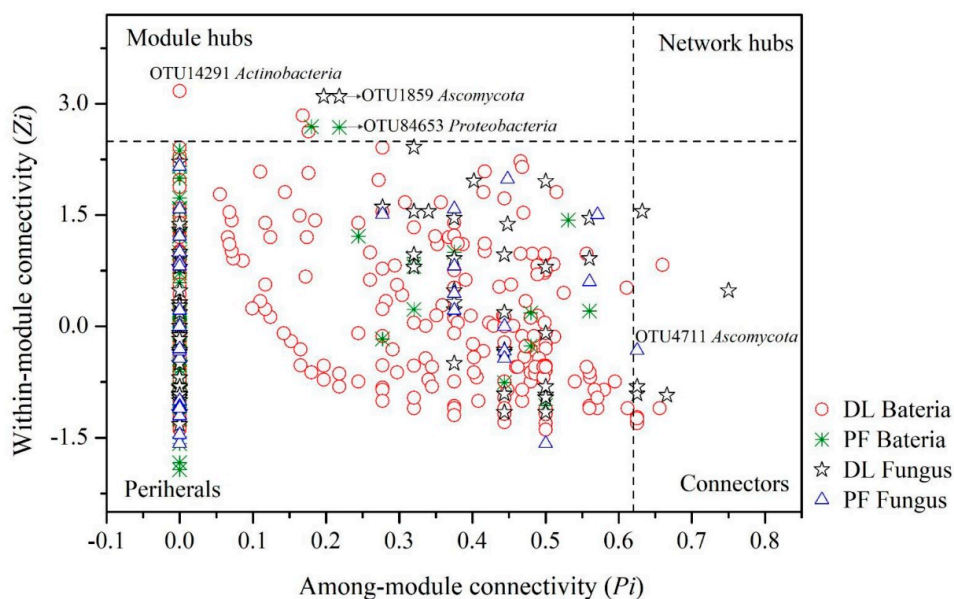 Module hubs
Network hubs
OTU14291 Actinobacteria
OTU1859 Ascomycota
OTU84653 Proteobacteria
OTU4711 Ascomycota
Periherals
Connectors
3.0
1.5
0.0
-1.5
-0.1
0.0
0.1
0.2
0.3
0.4
0.5
0.6
0.7
0.8
Within-module connectivity (Zi)
Among-module connectivity (Pi)
DL Bateria
PF Bateria
DL Fungus
PF Fungus